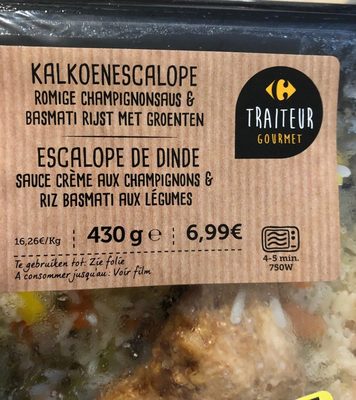 KALKOENESCALOPE
ROMIGE CHAMPIGNONSAUS &
BASMATI RIJST MET GROENTEN
TRAITEUR
GOURMET
ESCALOPE DE DINDE
SAUCE CRÈME AUX CHAMPIGNONS &
RIZ BASMATI AUX LÉGUMES
16,26€/Kg
430 g e
6,99€
4-5 min.
750W
Te gebruiken tot: Zie folie
A consommer jusqu'au: Voir film